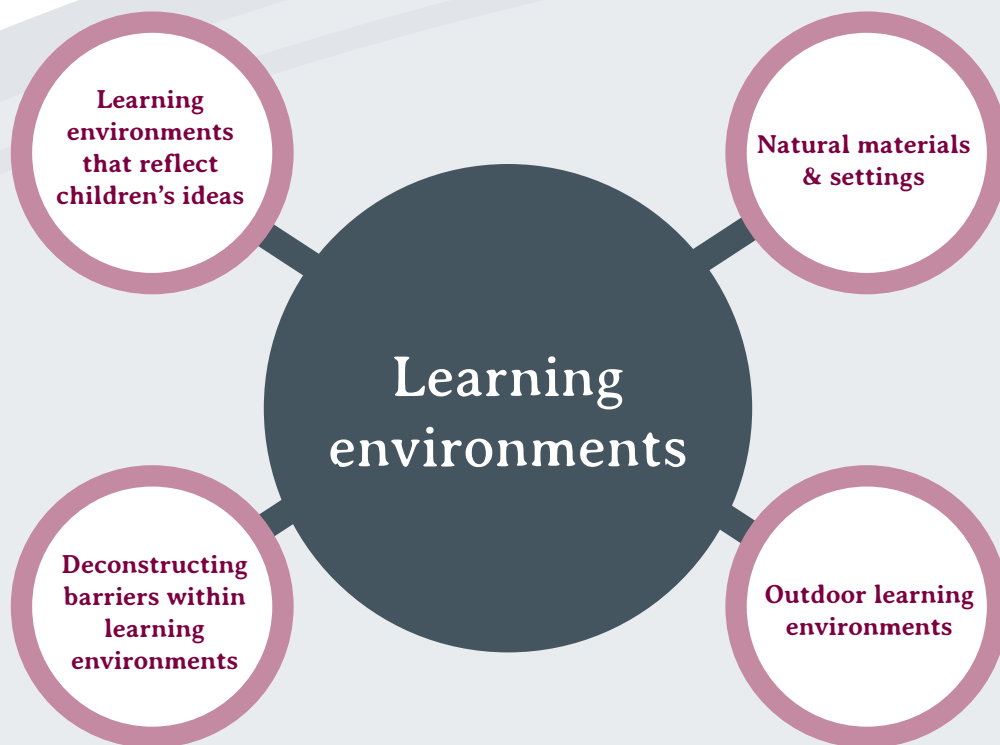 Learning
environments
that reflect
children’s ideas
Natural materials
& settings
Learning
environments
Deconstructing
barriers within
learning
environments
Outdoor learning
environments